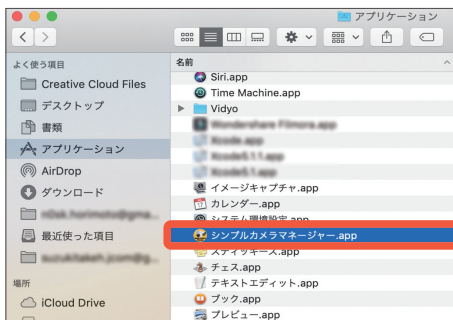 アプリケーション
よく使う項目
Creative Cloud Files
デスクトップ
書類
アプリケーション
AirDrop
ダウンロード
最近使った項目
場所
iCloud Drive
名前
Siri.app
Time Machine.app
Vidyo
イメージキャプチャ.app
カレンダー.app
システム環境設定.app
シンプルカメラマネージャー.app
スティッキーズ.app
チェス.app
テキストエディット.app
ブック.app
プレビュー.app